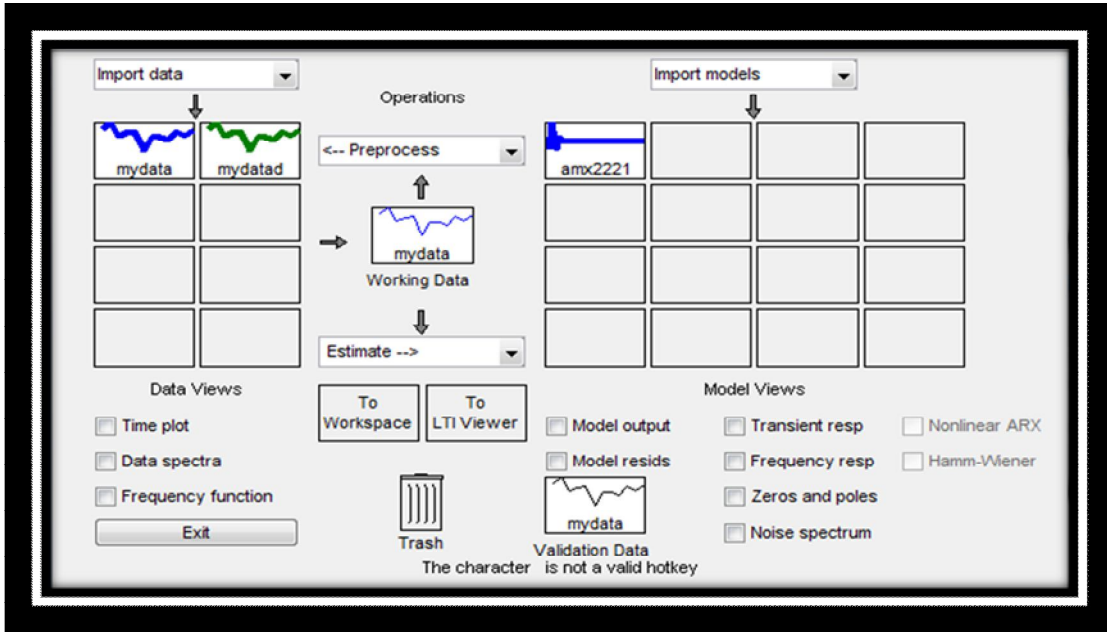 Import data
Import models
Operations
mydata
mydatad
<-- Preprocess
amx2221
mydata
Working Data
Estimate -->
Data Views
Model Views
To Workspace
To LTI Viewer
Time plot
Data spectra
Frequency function
Exit
Trash
Model output
Model resids
mydata
Validation Data
Transient resp
Frequency resp
Zeros and poles
Noise spectrum
Nonlinear ARX
Hamm-Wiener
The character   is not a valid hotkey